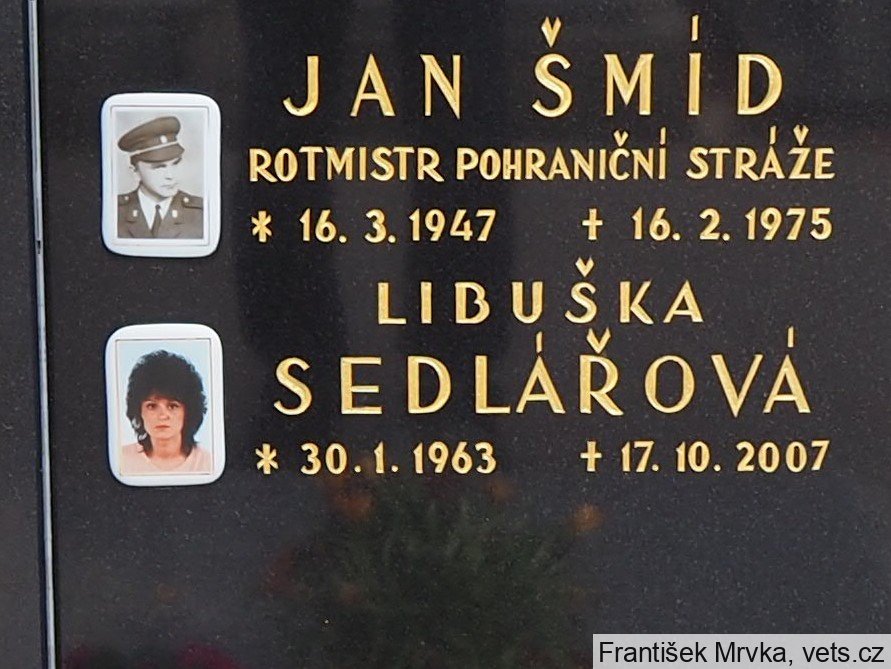 JAN ŠMÍD
ROTMISTR POHRANIČNÍ STRÁŽE
* 16. 3. 1947 † 16. 2. 1975
LIBUŠKA
SEDLÁŘOVÁ
* 30. 1. 1963 † 17. 10. 2007
František Mrvka, vets.cz